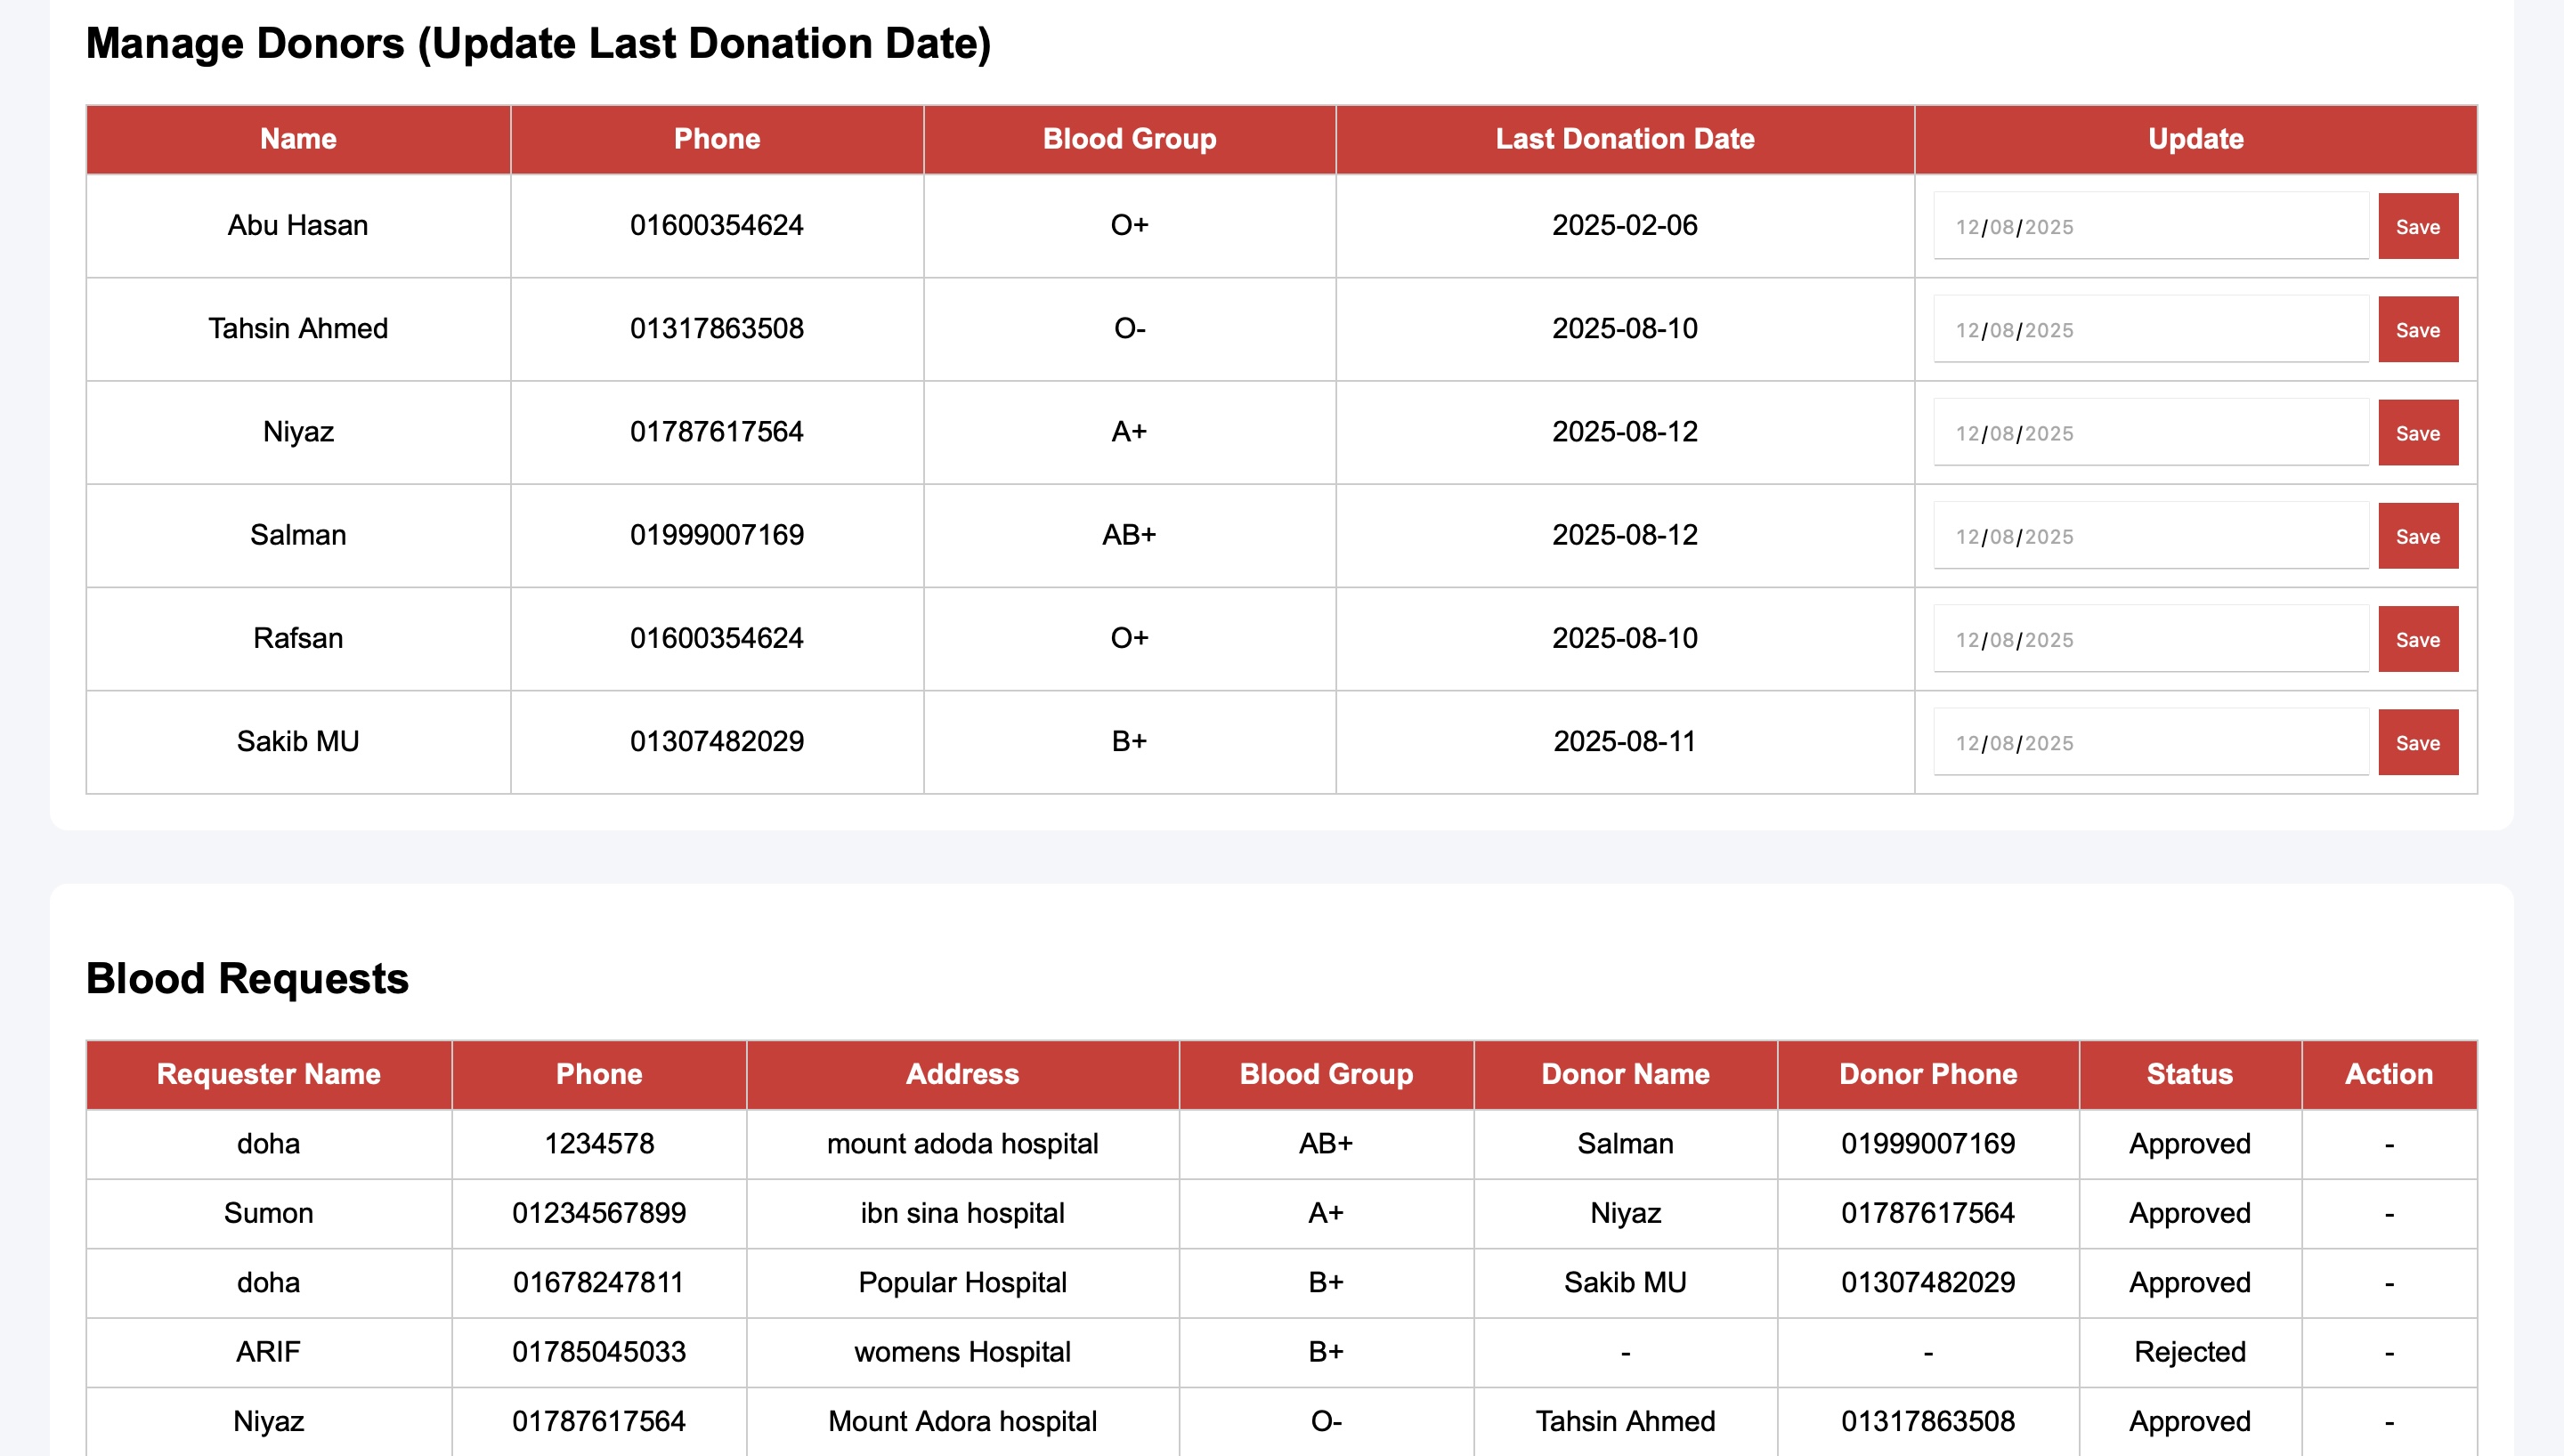 Manage Donors (Update Last Donation Date)
Name Phone Blood Group Last Donation Date Update
Abu Hasan 01600354624 O+ 2025-02-06 12/08/2025 Save
Tahsin Ahmed 01317863508 O- 2025-08-10 12/08/2025 Save
Niyaz 01787617564 A+ 2025-08-12 12/08/2025 Save
Salman 01999007169 AB+ 2025-08-12 12/08/2025 Save
Rafsan 01600354624 O+ 2025-08-10 12/08/2025 Save
Sakib MU 01307482029 B+ 2025-08-11 12/08/2025 Save
Blood Requests
Requester Name Phone Address Blood Group Donor Name Donor Phone Status Action
doha 1234578 mount adoda hospital AB+ Salman 01999007169 Approved -
Sumon 01234567899 ibn sina hospital A+ Niyaz 01787617564 Approved -
doha 01678247811 Popular Hospital B+ Sakib MU 01307482029 Approved -
ARIF 01785045033 womens Hospital B+ - - Rejected -
Niyaz 01787617564 Mount Adora hospital O- Tahsin Ahmed 01317863508 Approved -